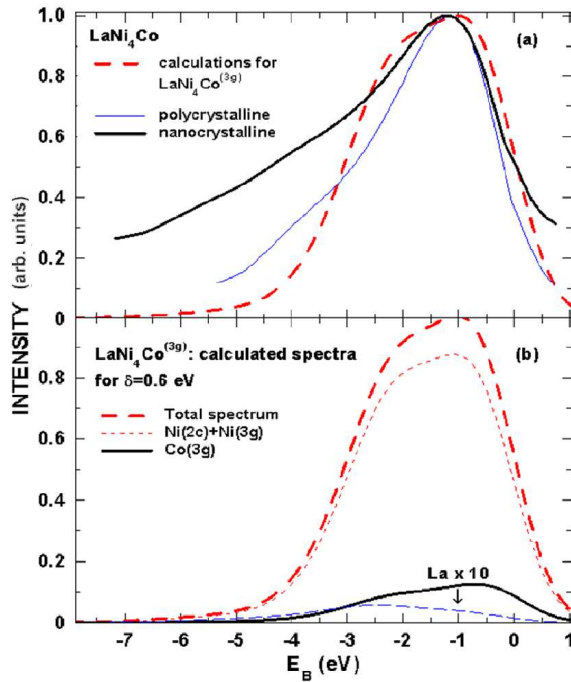 LaNi₄Co
(a)
calculations for
LaNi₄Co⁽³ᵍ⁾
polycrystalline
nanocrystalline
1.0
0.8
0.6
0.4
0.2
0
INTENSITY (arb. units)
LaNi₄Co⁽³ᵍ⁾: calculated spectra
(b)
for δ=0.6 eV
Total spectrum
Ni(2c)+Ni(3g)
Co(3g)
La x 10
0.8
0.6
0.4
0.2
0
-7 -6 -5 -4 -3 -2 -1 0 1
E_B (eV)